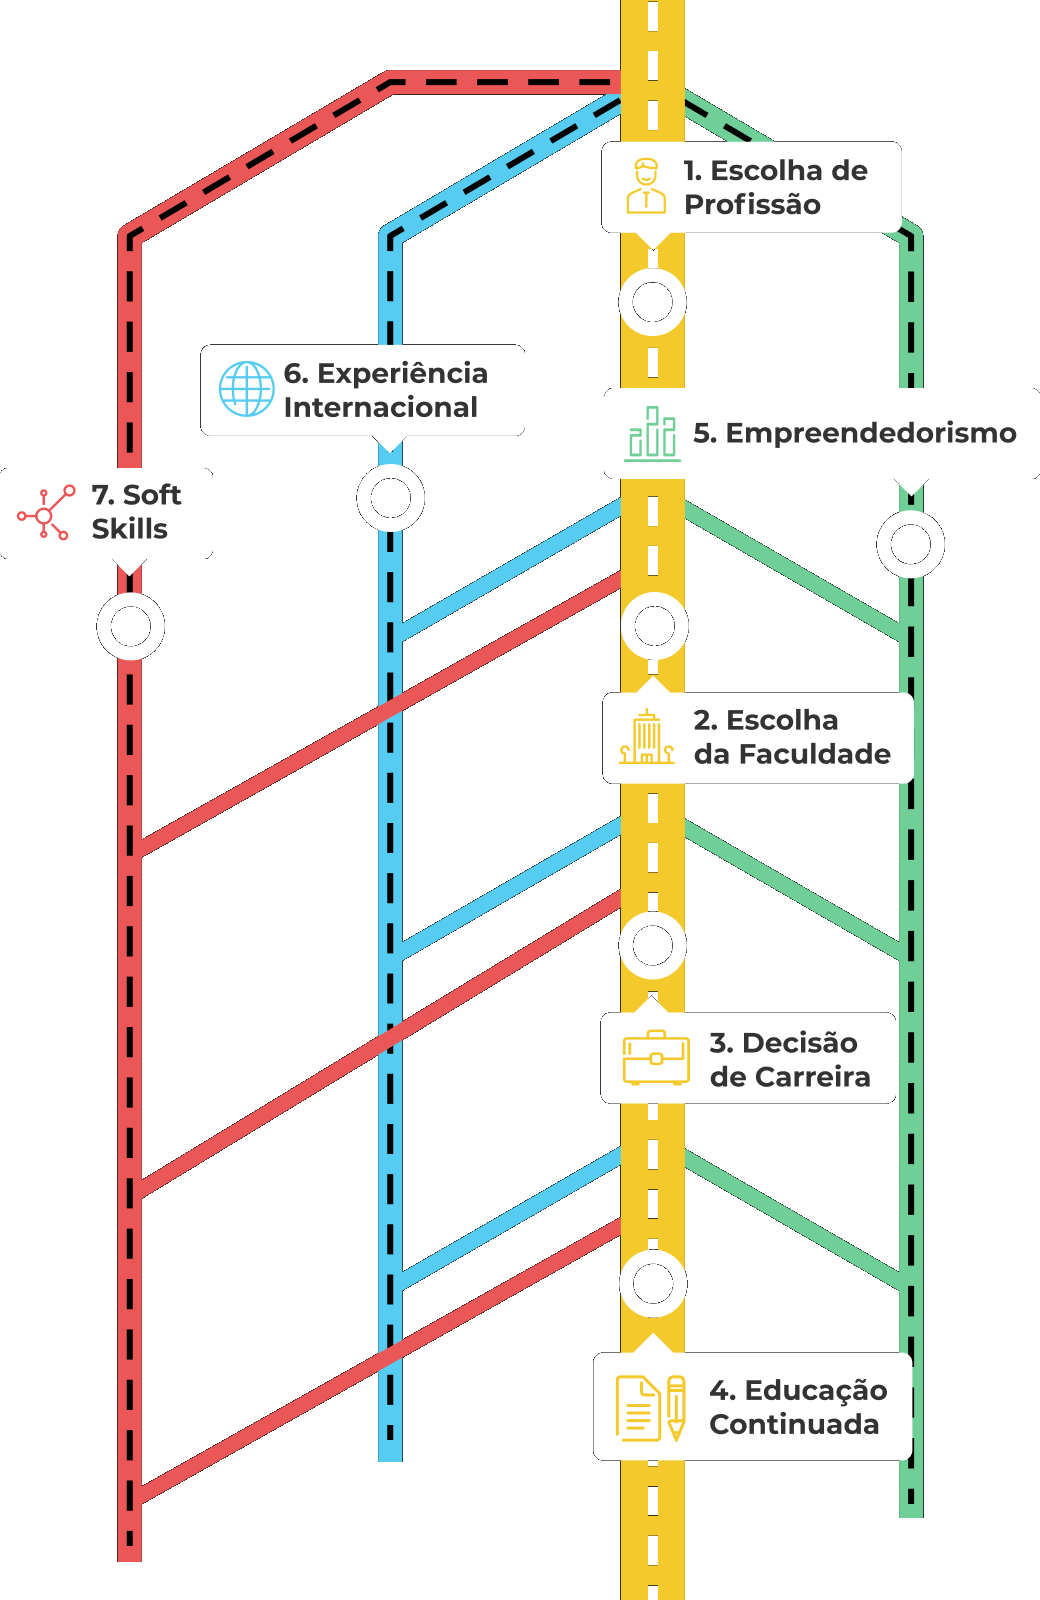 1. Escolha de
Profissão
6. Experiência
Internacional
5. Empreendedorismo
7. Soft
Skills
2. Escolha
da Faculdade
3. Decisão
de Carreira
4. Educação
Continuada